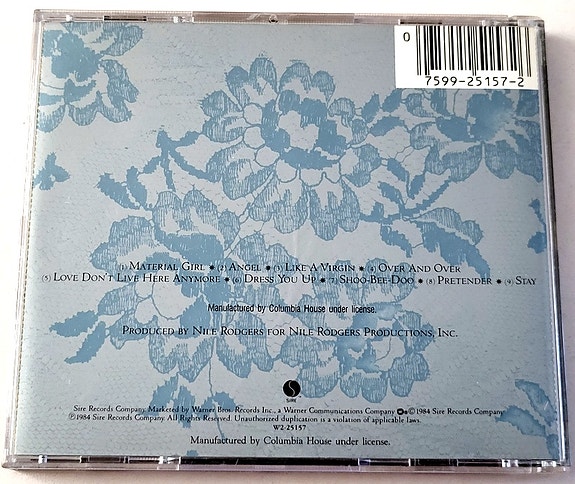 0
7599-25157-2
(1) MATERIAL GIRL ✱ (2) ANGEL ✱ (3) LIKE A VIRGIN ✱ (4) OVER AND OVER
(5) LOVE DON'T LIVE HERE ANYMORE ✱ (6) DRESS YOU UP ✱ (7) SHOO-BEE-DOO ✱ (8) PRETENDER ✱ (9) STAY
Manufactured by Columbia House under license.
PRODUCED BY NILE RODGERS FOR NILE RODGERS PRODUCTIONS, INC.
SIRE
Sire Records Company. Marketed by Warner Bros. Records Inc., a Warner Communications Company ©1984 Sire Records Company
℗1984 Sire Records Company. All Rights Reserved. Unauthorized duplication is a violation of applicable laws.
W2-25157
Manufactured by Columbia House under license.